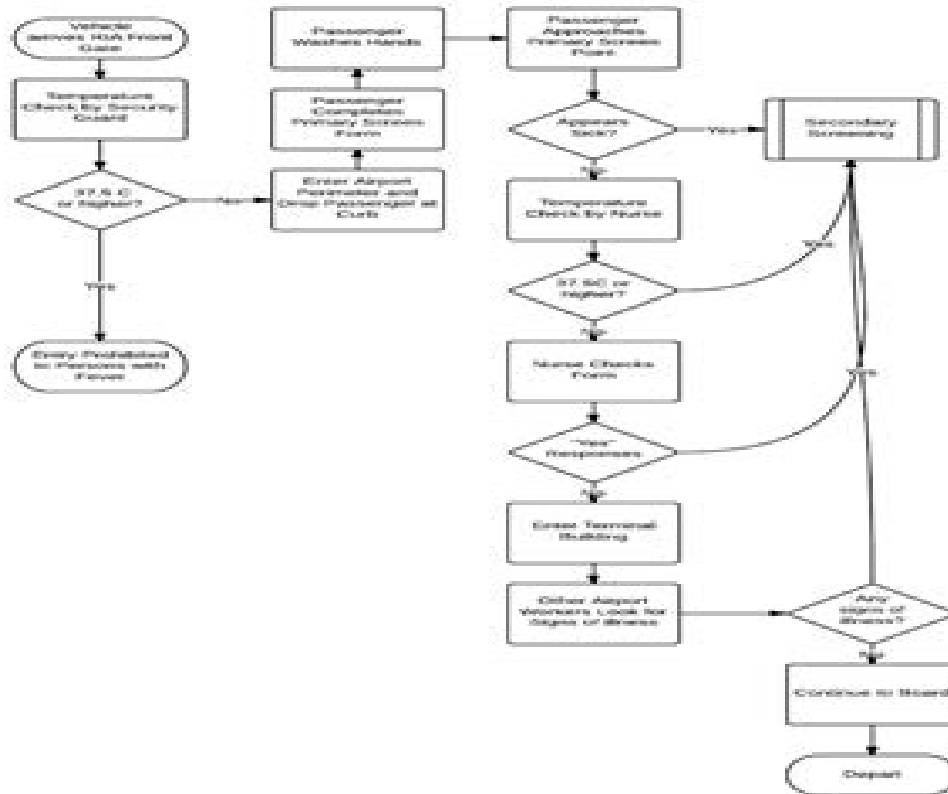 Vehicle
arrives RIA Front
Gate
Temperature
Check by Security
Guard
37.5 C
or higher?
Yes
Entry Prohibited
to Persons with
Fever
No
Enter Airport
Perimeter and
Drop Passenger at
Curb
Passenger
Completes
Primary Screen
Form
Passenger
Washes Hands
Passenger
Approaches
Primary Screen
Point
Appears
Sick?
Yes
Secondary
Screening
No
Temperature
Check by Nurse
37.5C or
higher?
Yes
No
Nurse Checks
Form
"Yes"
Responses
Yes
No
Enter Terminal
Building
Other Airport
Workers Look for
Signs of Illness
Any
signs of
illness?
No
Continue to Board
Depart